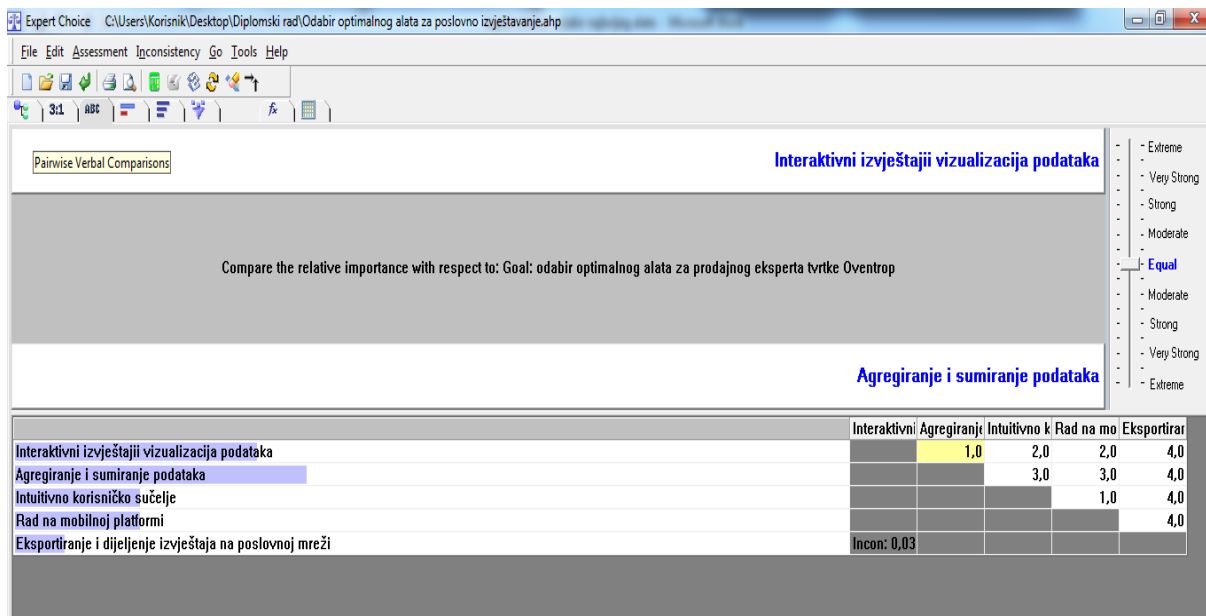 Expert Choice C:\Users\Korisnik\Desktop\Diplomski rad\Odabir optimalnog alata za poslovno izvještavanje.ahp
File Edit Assessment Inconsistency Go Tools Help
3:1 ABC fx
Pairwise Verbal Comparisons
Interaktivni izvještajii vizualizacija podataka
Compare the relative importance with respect to: Goal: odabir optimalnog alata za prodajnog eksperta tvrtke Oventrop
Agregiranje i sumiranje podataka
Extreme
Very Strong
Strong
Moderate
Equal
Moderate
Strong
Very Strong
Extreme
Interaktivni Agregiranje Intuitivno k Rad na mo Eksportirar
Interaktivni izvještajii vizualizacija podataka 1,0 2,0 2,0 4,0
Agregiranje i sumiranje podataka 3,0 3,0 4,0
Intuitivno korisničko sučelje 1,0 4,0
Rad na mobilnoj platformi 4,0
Eksportiranje i dijeljenje izvještaja na poslovnoj mreži Incon: 0,03